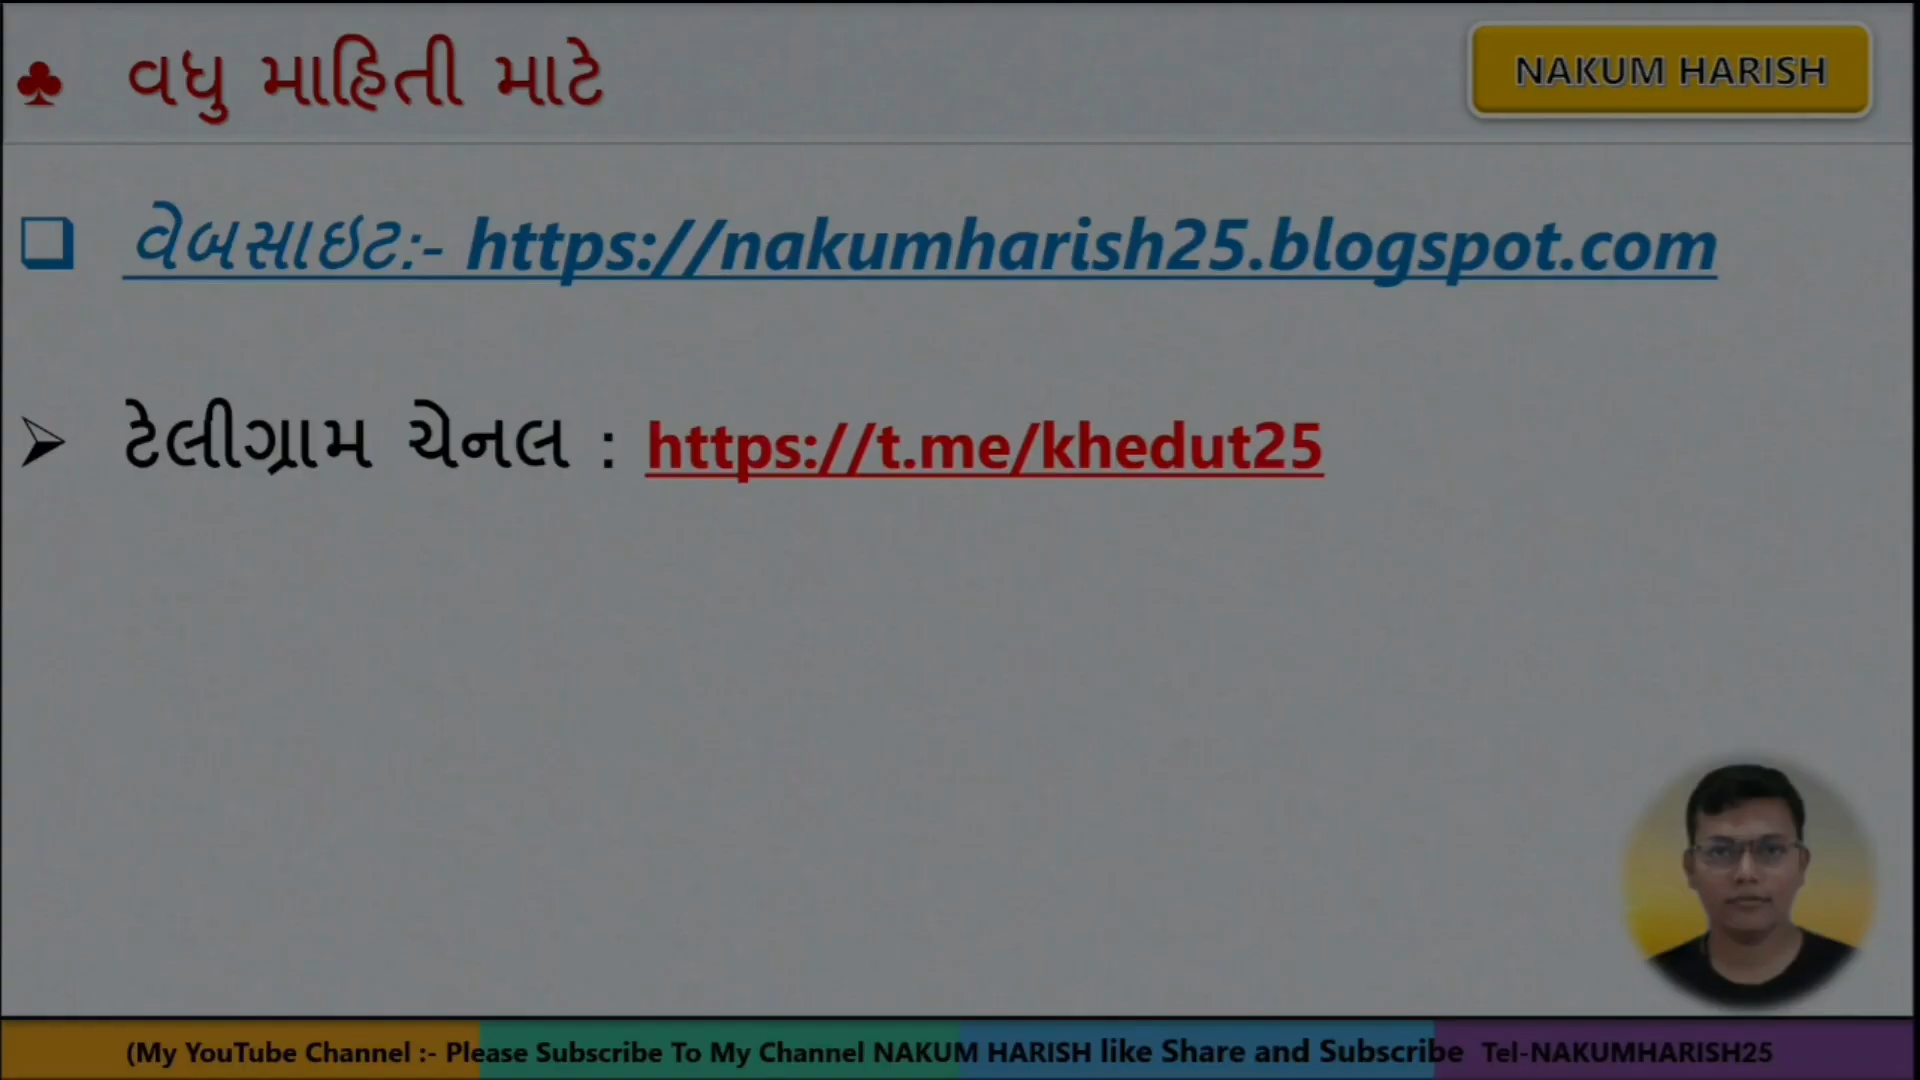 ♣ વધુ માહિતી માટે
NAKUM HARISH
❑ વેબસાઇટ:- https://nakumharish25.blogspot.com
➢ ટેલીગ્રામ ચેનલ : https://t.me/khedut25
(My YouTube Channel :- Please Subscribe To My Channel NAKUM HARISH like Share and Subscribe Tel-NAKUMHARISH25